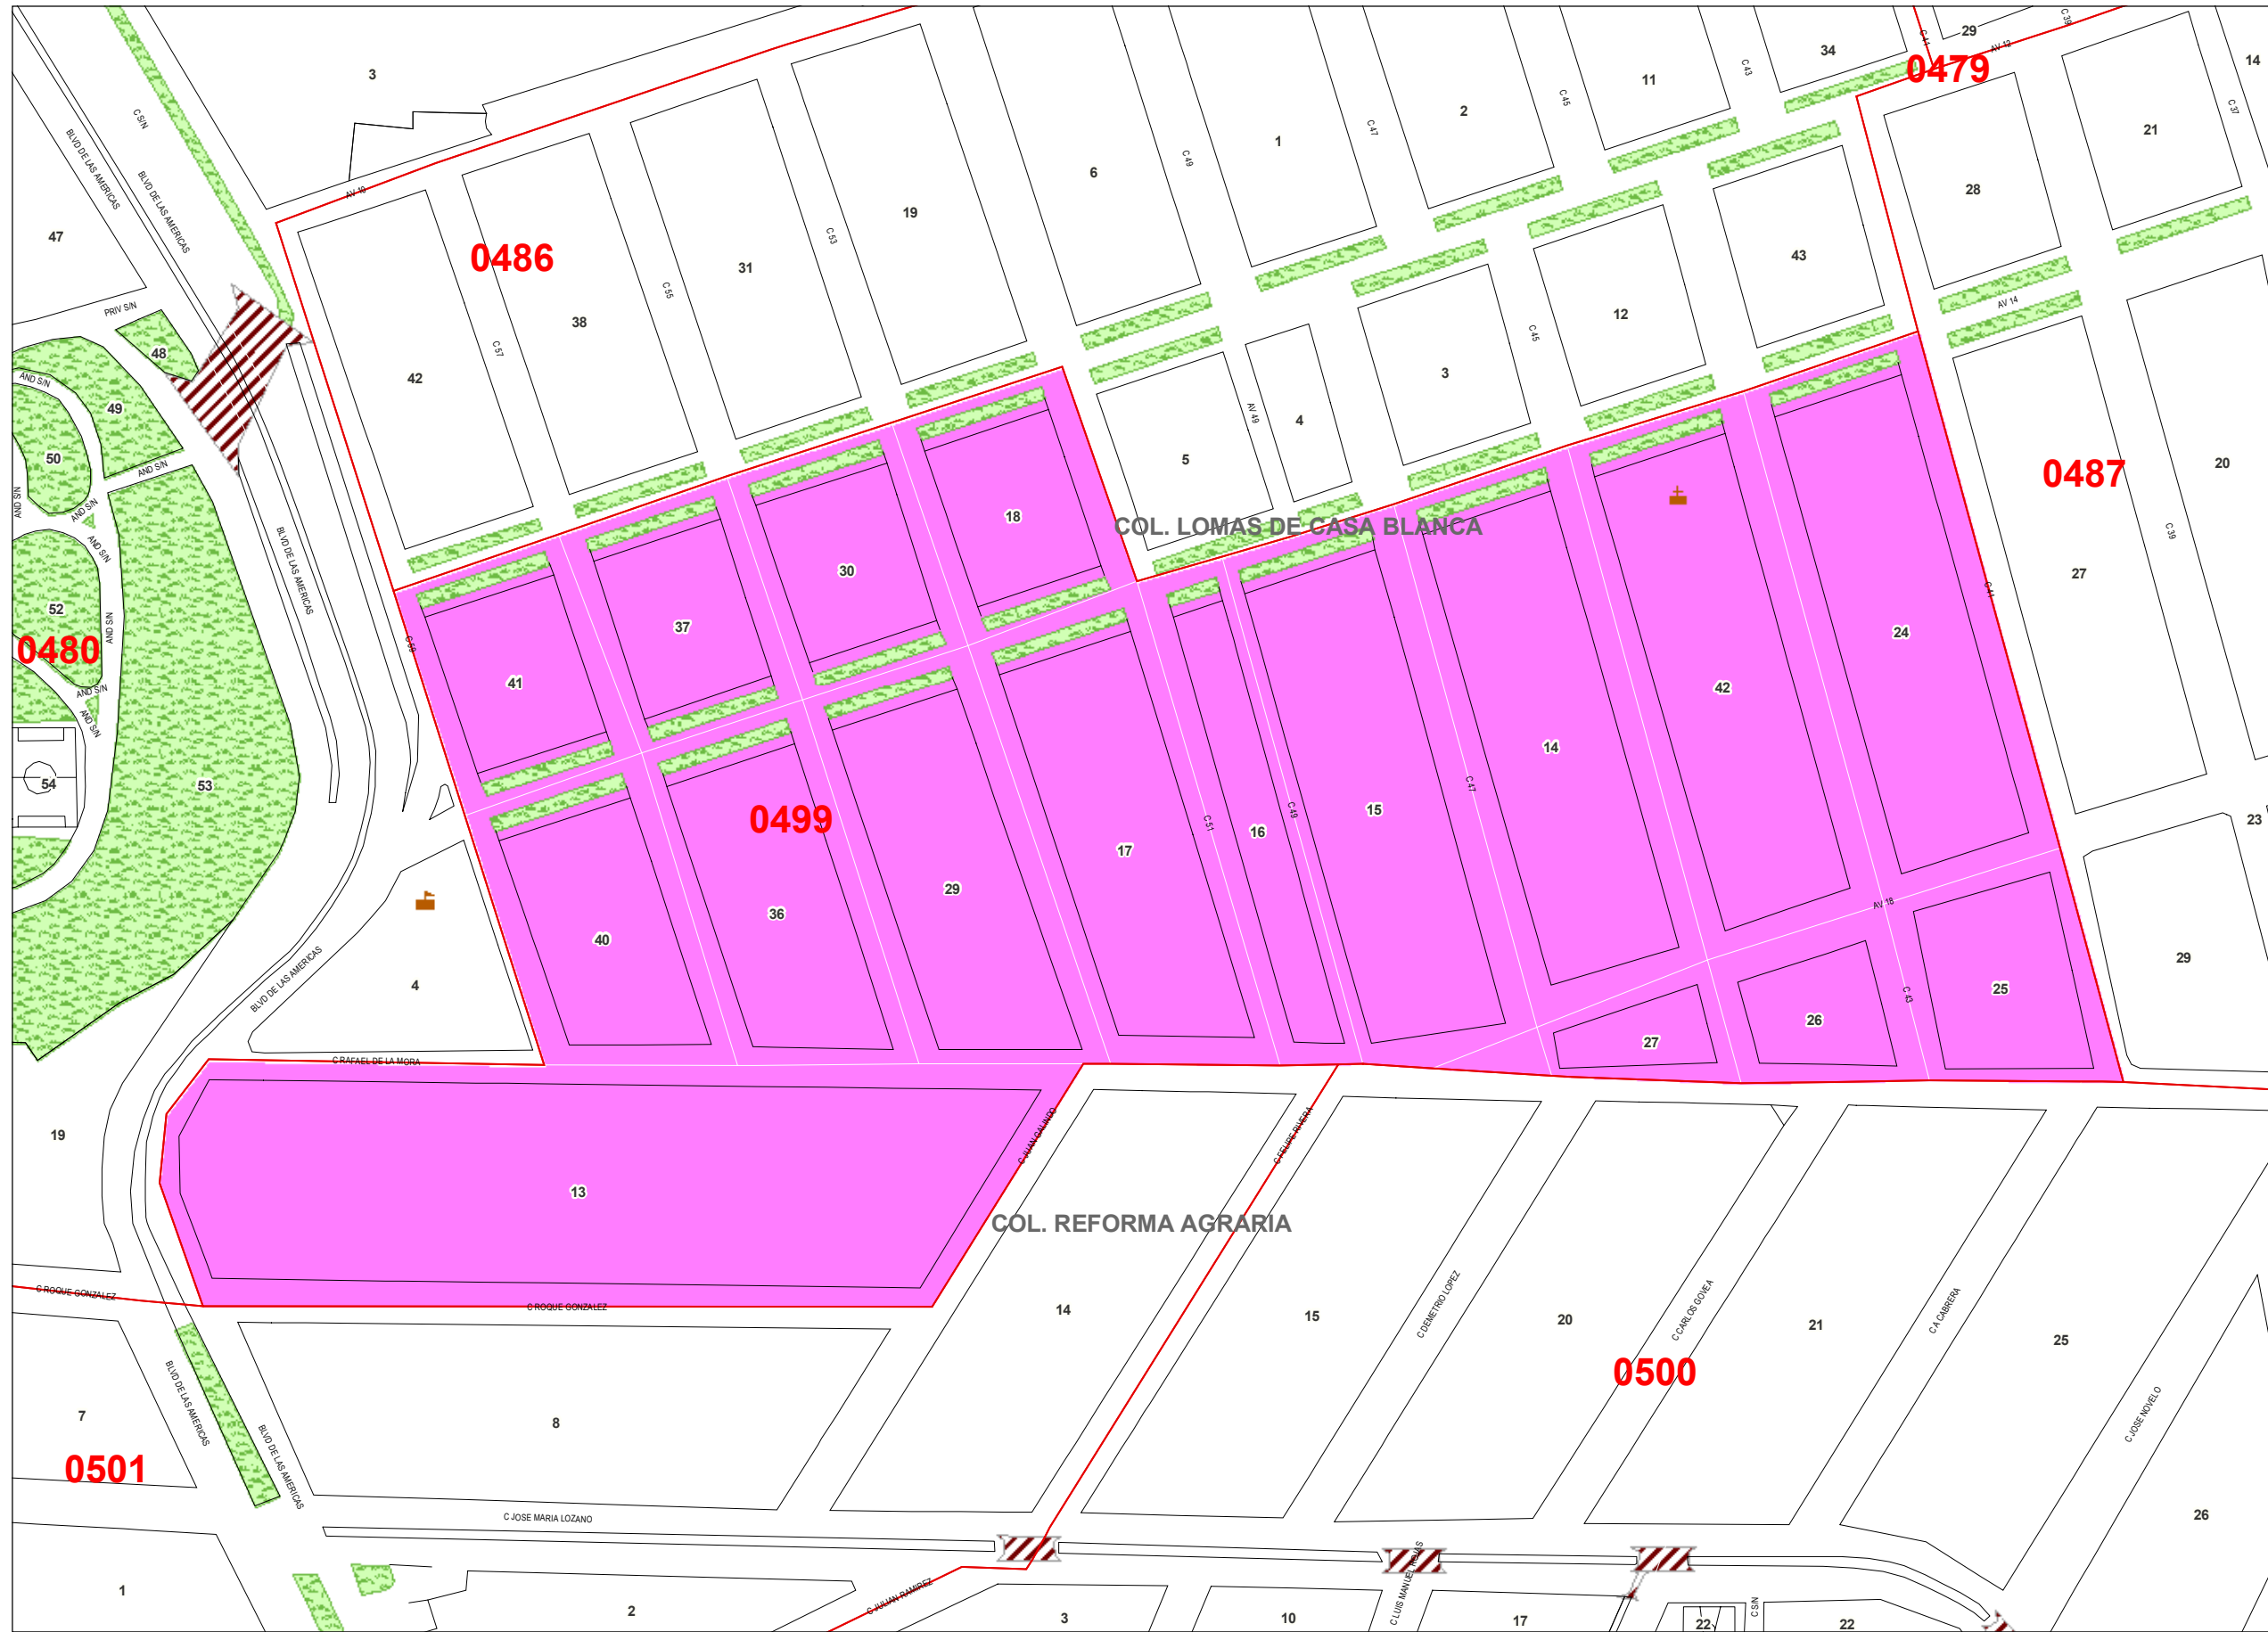 C 39
29
C 41
AV 12
34
0479
14
3
C 43
11
C S/N
C 45
2
C 37
BLVD DE LAS AMERICAS
C 47
21
1
C 49
6
BLVD DE LAS AMERICAS
AV 10
28
19
47
C 53
0486
43
31
C 55
AV 14
PRIV S/N
12
38
C 45
48
C 57
3
42
AND S/N
49
AV 49
4
50
5
20
AND S/N
0487
AND S/N
AND S/N
18
COL. LOMAS DE CASA BLANCA
C 39
AND S/N
BLVD DE LAS AMERICAS
30
27
C 41
52
37
AND S/N
24
0480
C 59
41
42
AND S/N
AND S/N
14
54
53
C 47
15
0499
C 51
C 49
16
23
17
29
AV 18
36
40
29
4
BLVD DE LAS AMERICAS
25
C 43
26
27
C RAFAEL DE LA MORA
19
C JUAN GALINDO
C FELIPE RIVERA
13
COL. REFORMA AGRARIA
C ROQUE GONZALEZ
C ROQUE GONZALEZ
14
15
C DEMETRIO LOPEZ
20
C CARLOS GOVEA
21
C A CABRERA
25
0500
BLVD DE LAS AMERICAS
7
8
C JOSE NOVELO
0501
BLVD DE LAS AMERICAS
C JOSE MARIA LOZANO
26
C LUIS MANUEL ROJAS
1
C JULIAN RAMIREZ
2
3
10
17
22
C S/N
22